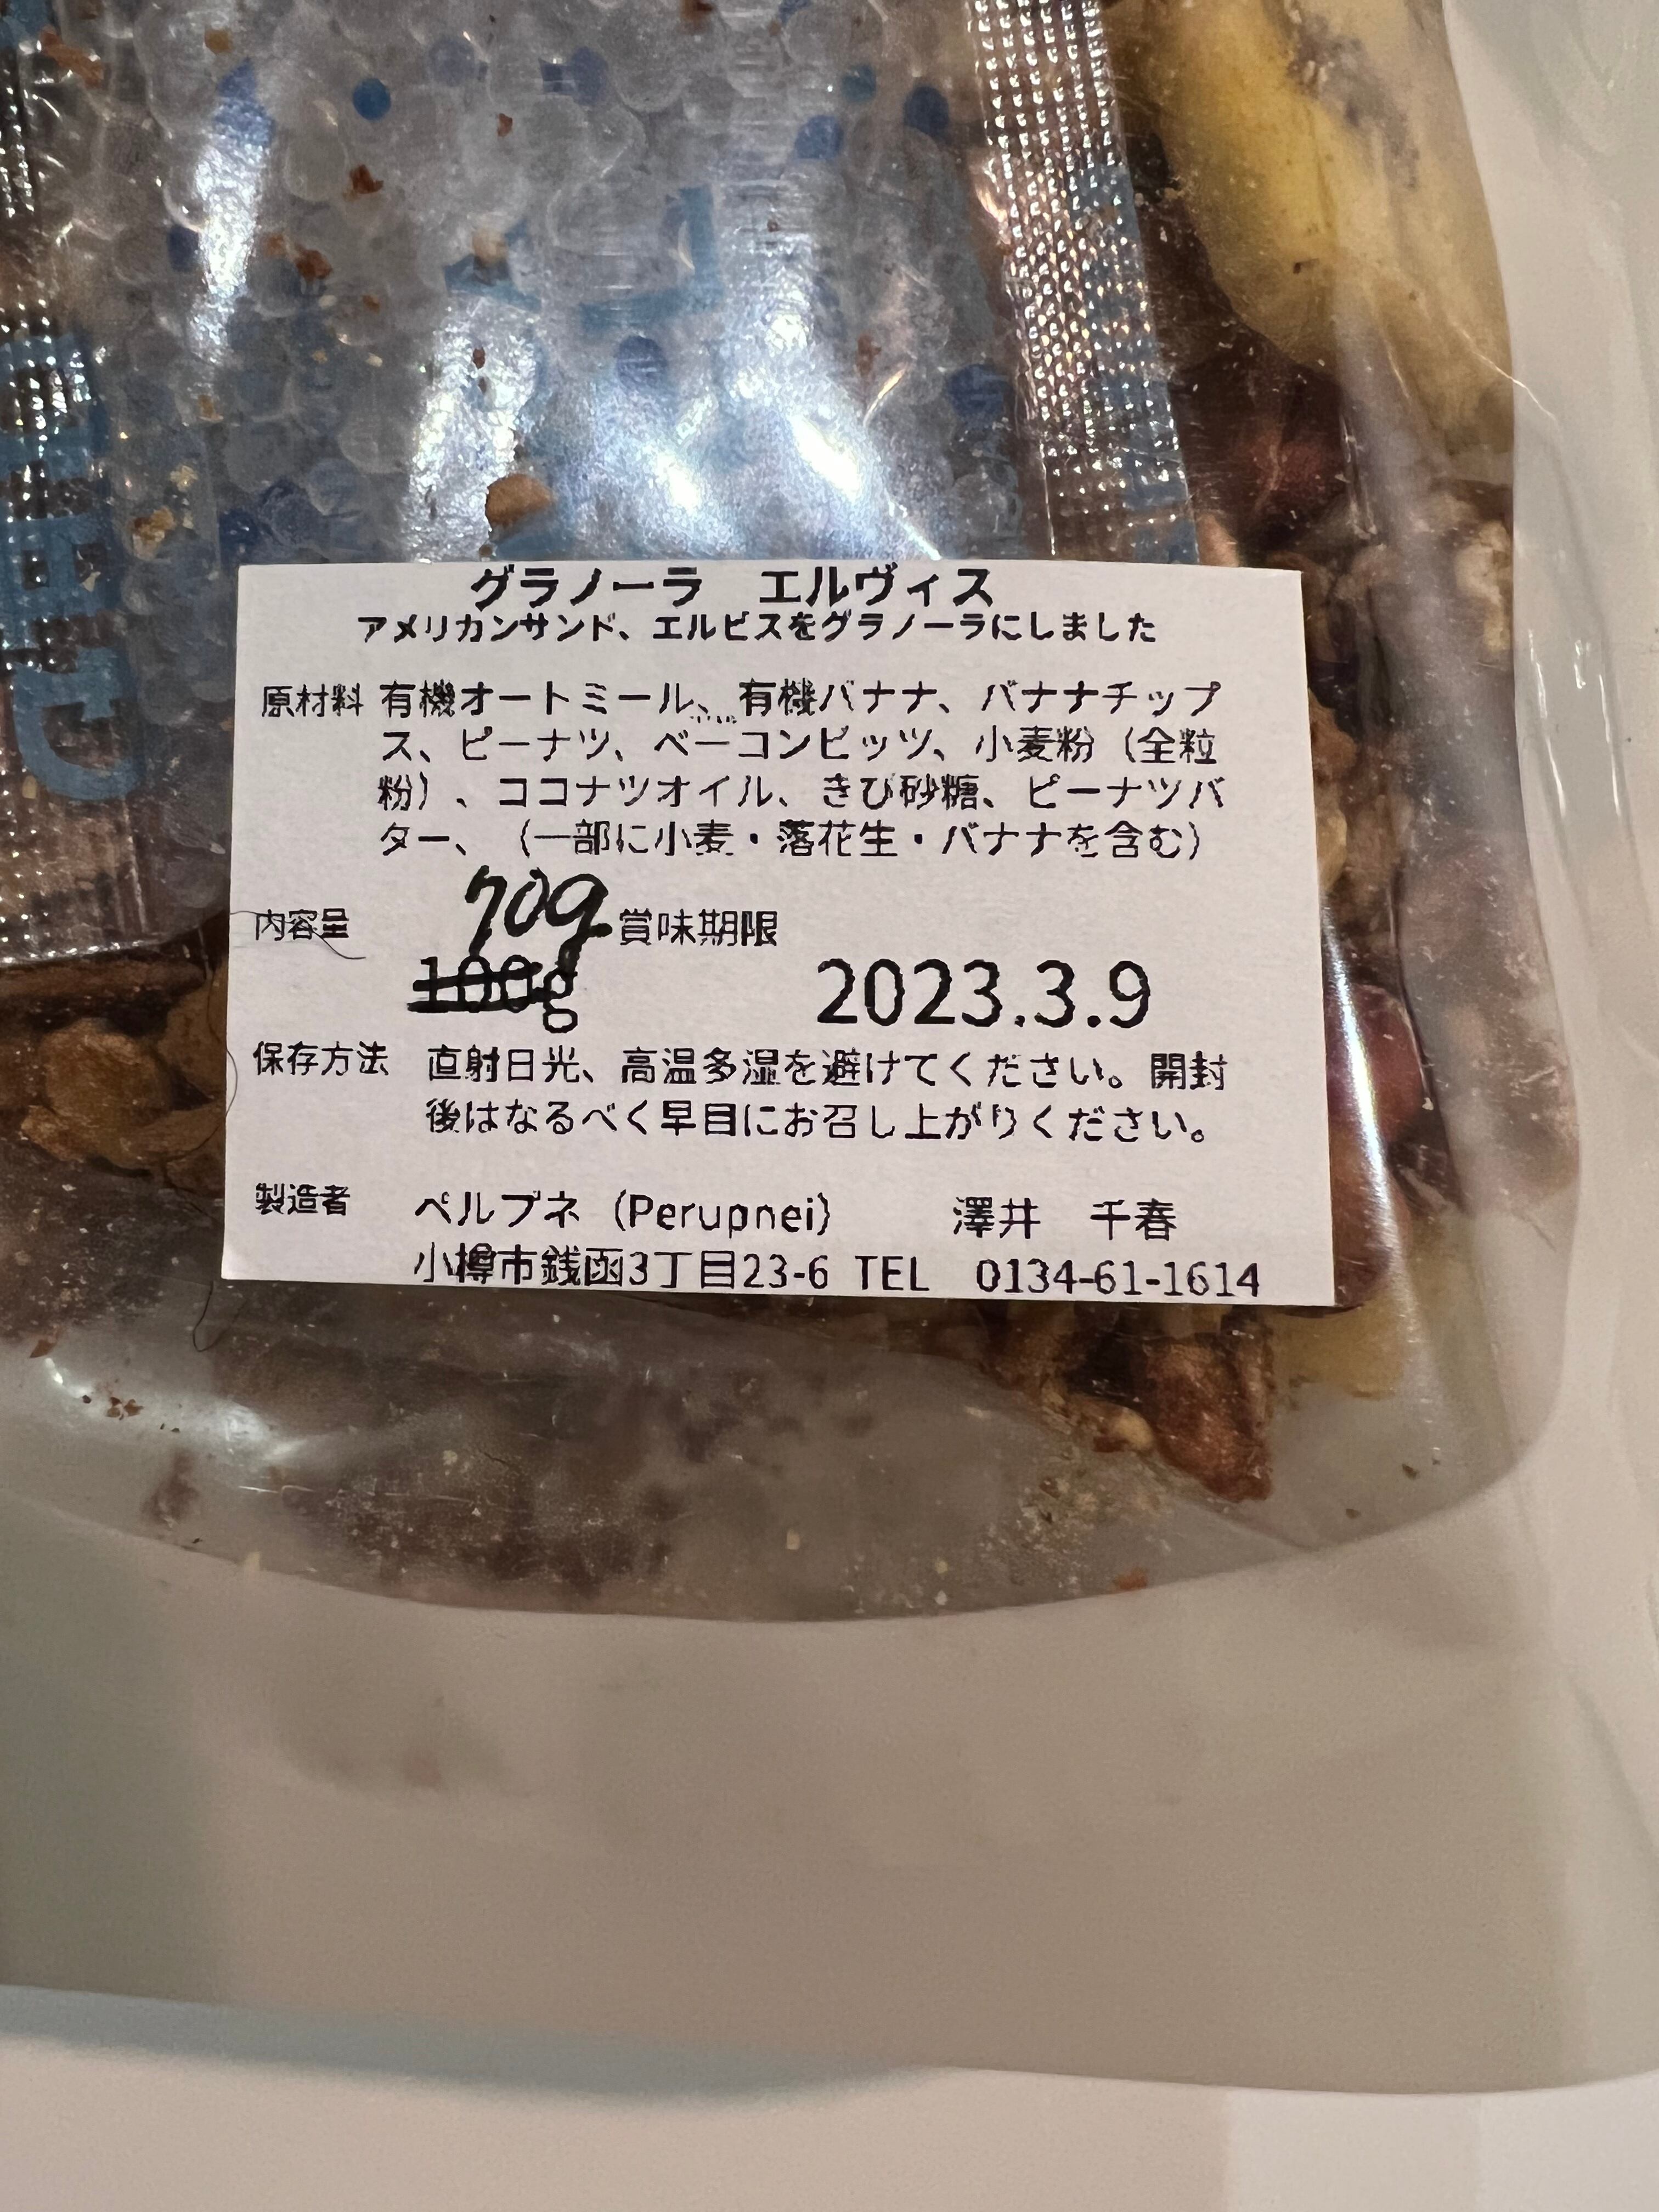 グラノーラ　エルヴィス
アメリカンサンド、エルビスをグラノーラにしました
原材料 有機オートミール、有機バナナ、バナナチップ
ス、ピーナツ、ベーコンビッツ、小麦粉（全粒
粉）、ココナツオイル、きび砂糖、ピーナツバ
ター、（一部に小麦・落花生・バナナを含む）
70g
内容量 賞味期限
100g 2023.3.9
保存方法 直射日光、高温多湿を避けてください。開封
後はなるべく早目にお召し上がりください。
製造者 ペルプネ（Perupnei） 澤井　千春
小樽市銭函3丁目23-6 TEL 0134-61-1614